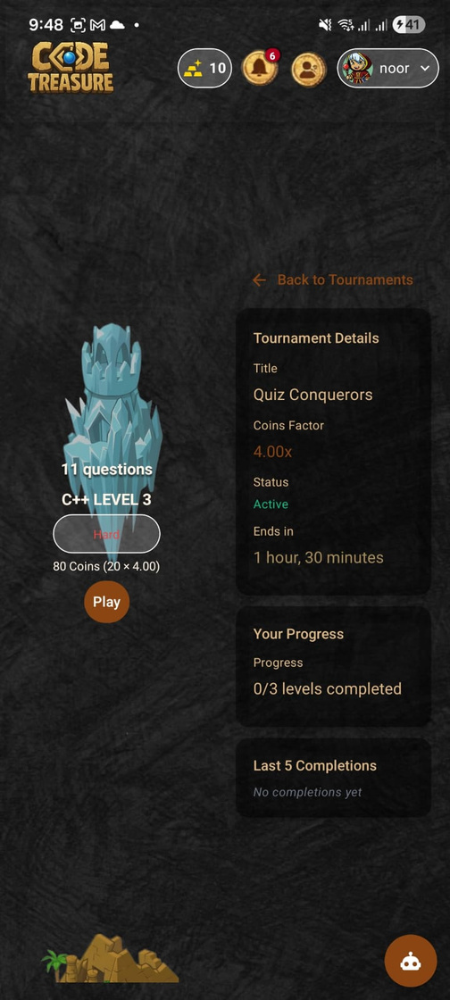 9:48
41
CODE
TREASURE
10
6
noor
Back to Tournaments
Tournament Details
Title
Quiz Conquerors
Coins Factor
4.00x
Status
Active
Ends in
1 hour, 30 minutes
11 questions
C++ LEVEL 3
Hard
80 Coins (20 × 4.00)
Play
Your Progress
Progress
0/3 levels completed
Last 5 Completions
No completions yet